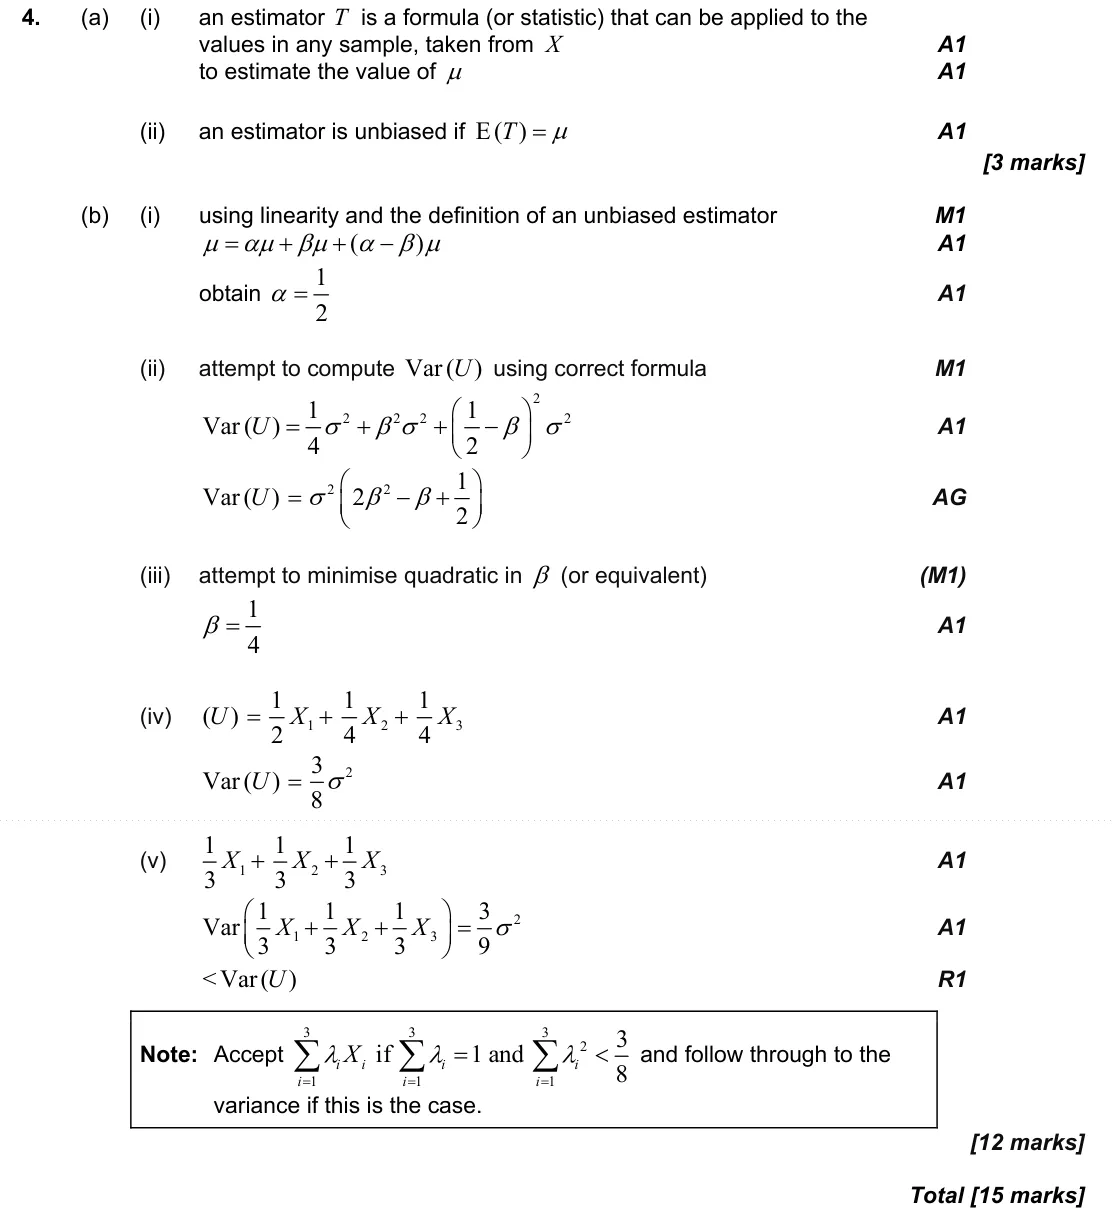 4. (a) (i) an estimator T is a formula (or statistic) that can be applied to the
values in any sample, taken from X A1
to estimate the value of μ A1
(ii) an estimator is unbiased if E(T) = μ A1
[3 marks]
(b) (i) using linearity and the definition of an unbiased estimator M1
μ = αμ + βμ + (α − β)μ A1
obtain α = 1/2 A1
(ii) attempt to compute Var(U) using correct formula M1
Var(U) = 1/4 σ² + β²σ² + (1/2 − β)² σ² A1
Var(U) = σ²(2β² − β + 1/2) AG
(iii) attempt to minimise quadratic in β (or equivalent) (M1)
β = 1/4 A1
(iv) (U) = 1/2 X₁ + 1/4 X₂ + 1/4 X₃ A1
Var(U) = 3/8 σ² A1
(v) 1/3 X₁ + 1/3 X₂ + 1/3 X₃ A1
Var(1/3 X₁ + 1/3 X₂ + 1/3 X₃) = 3/9 σ² A1
< Var(U) R1
Note: Accept ∑_{i=1}^{3} λᵢXᵢ if ∑_{i=1}^{3} λᵢ = 1 and ∑_{i=1}^{3} λᵢ² < 3/8 and follow through to the
variance if this is the case.
[12 marks]
Total [15 marks]